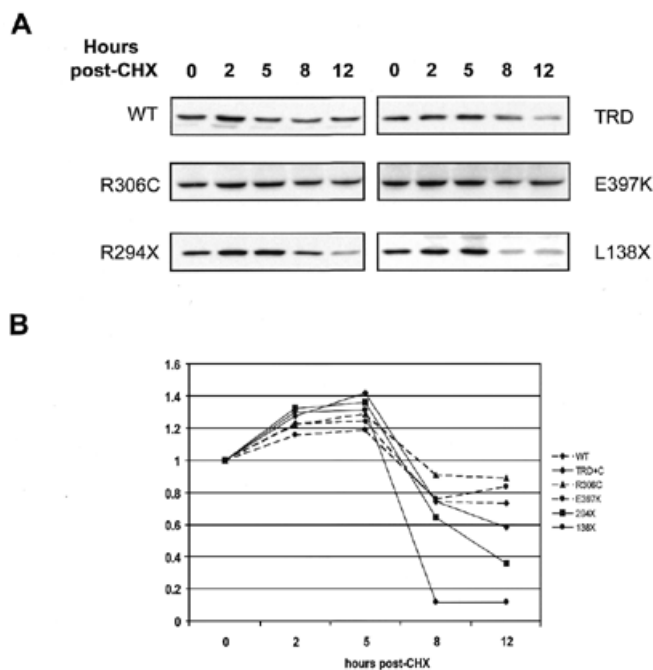 A
Hours
post-CHX
0 2 5 8 12 0 2 5 8 12
WT TRD
R306C E397K
R294X L138X
B
1.6
1.4
1.2
1
0.8
0.6
0.4
0.2
0
0 2 5 8 12
hours post-CHX
WT
TRD+C
R306C
E397K
294X
138X